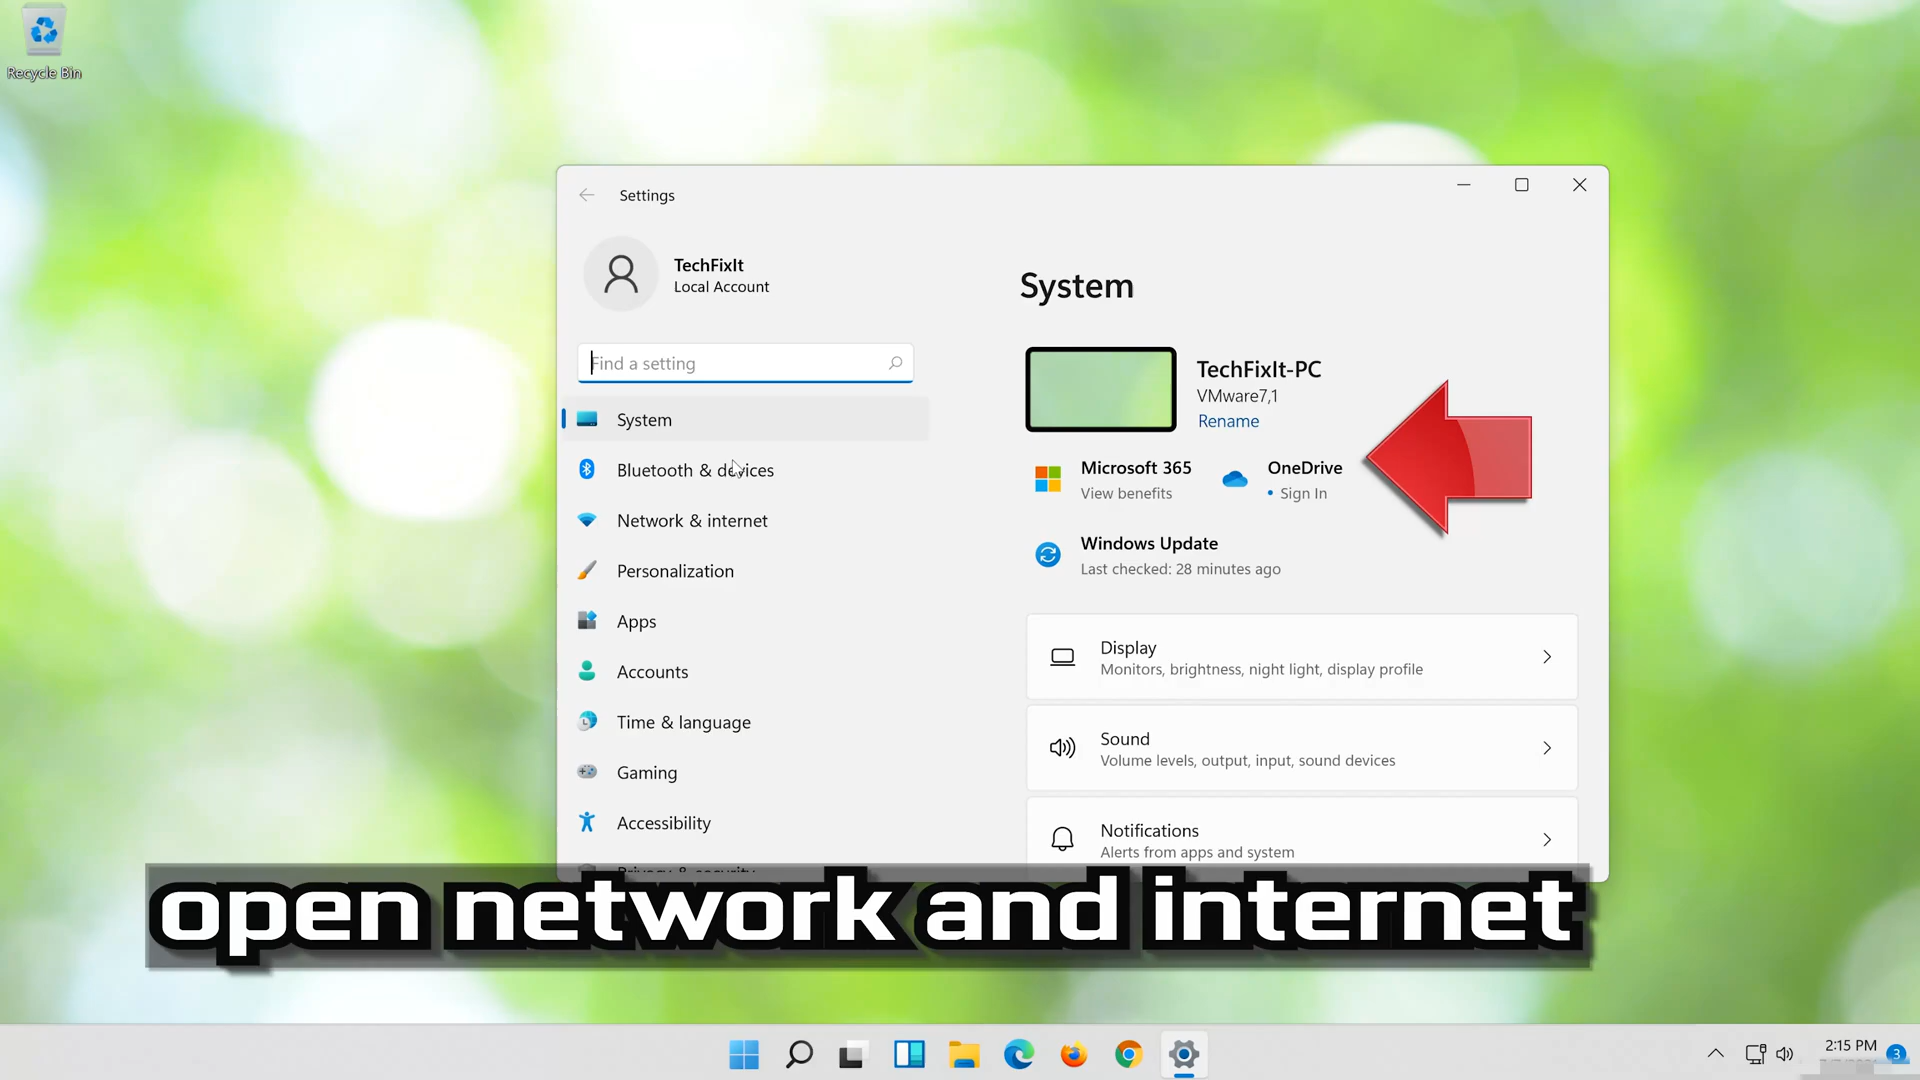 Recycle Bin
Settings
TechFixIt
Local Account
Find a setting
System
Bluetooth & devices
Network & internet
Personalization
Apps
Accounts
Time & language
Gaming
Accessibility
Privacy & security
System
TechFixIt-PC
VMware7,1
Rename
Microsoft 365
View benefits
OneDrive
• Sign In
Windows Update
Last checked: 28 minutes ago
Display
Monitors, brightness, night light, display profile
Sound
Volume levels, output, input, sound devices
Notifications
Alerts from apps and system
open network and internet
2:15 PM
3